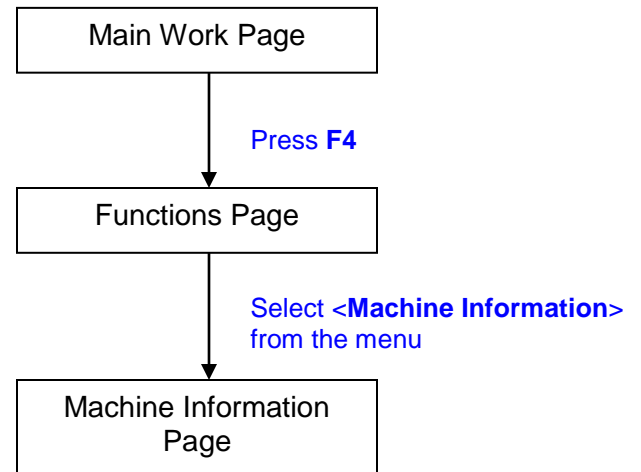 Main Work Page
Press F4
Functions Page
Select <Machine Information>
from the menu
Machine Information
Page